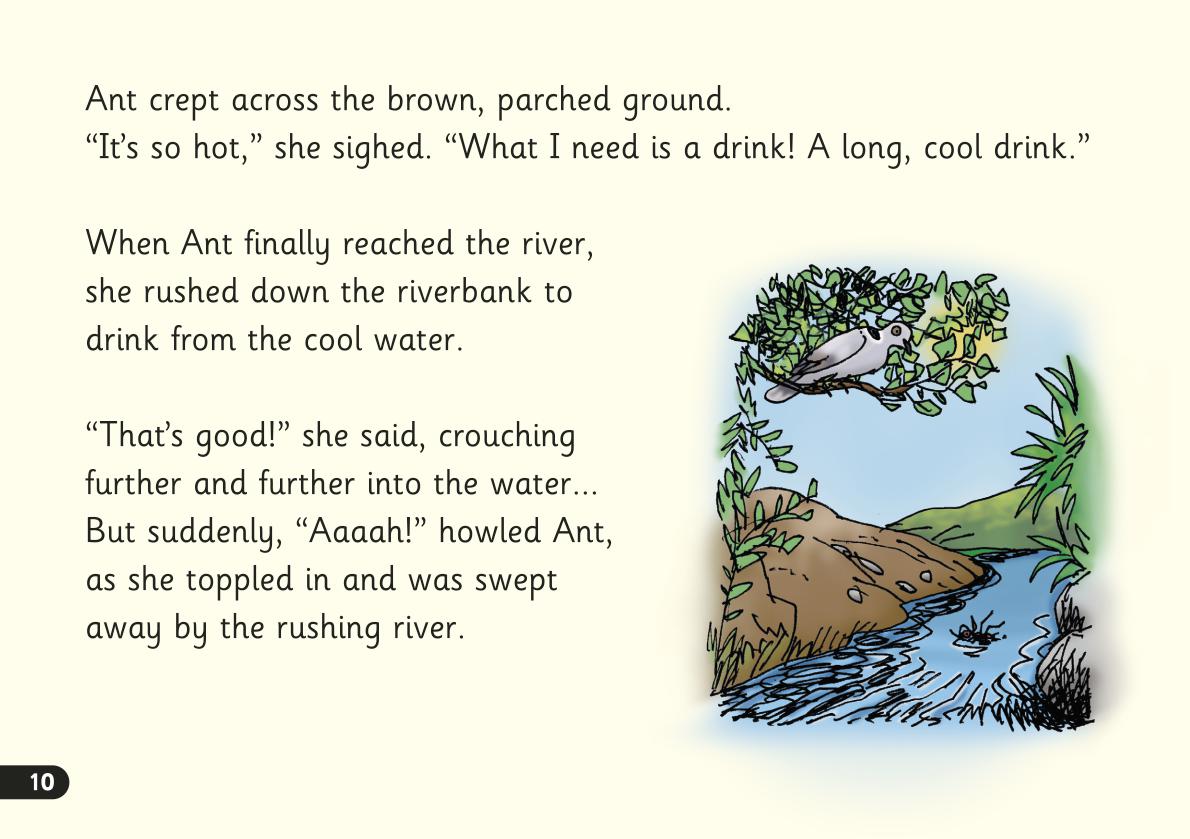 Ant crept across the brown, parched ground.
“It’s so hot,” she sighed. “What I need is a drink! A long, cool drink.”
When Ant finally reached the river,
she rushed down the riverbank to
drink from the cool water.
“That’s good!” she said, crouching
further and further into the water...
But suddenly, “Aaaah!” howled Ant,
as she toppled in and was swept
away by the rushing river.
10